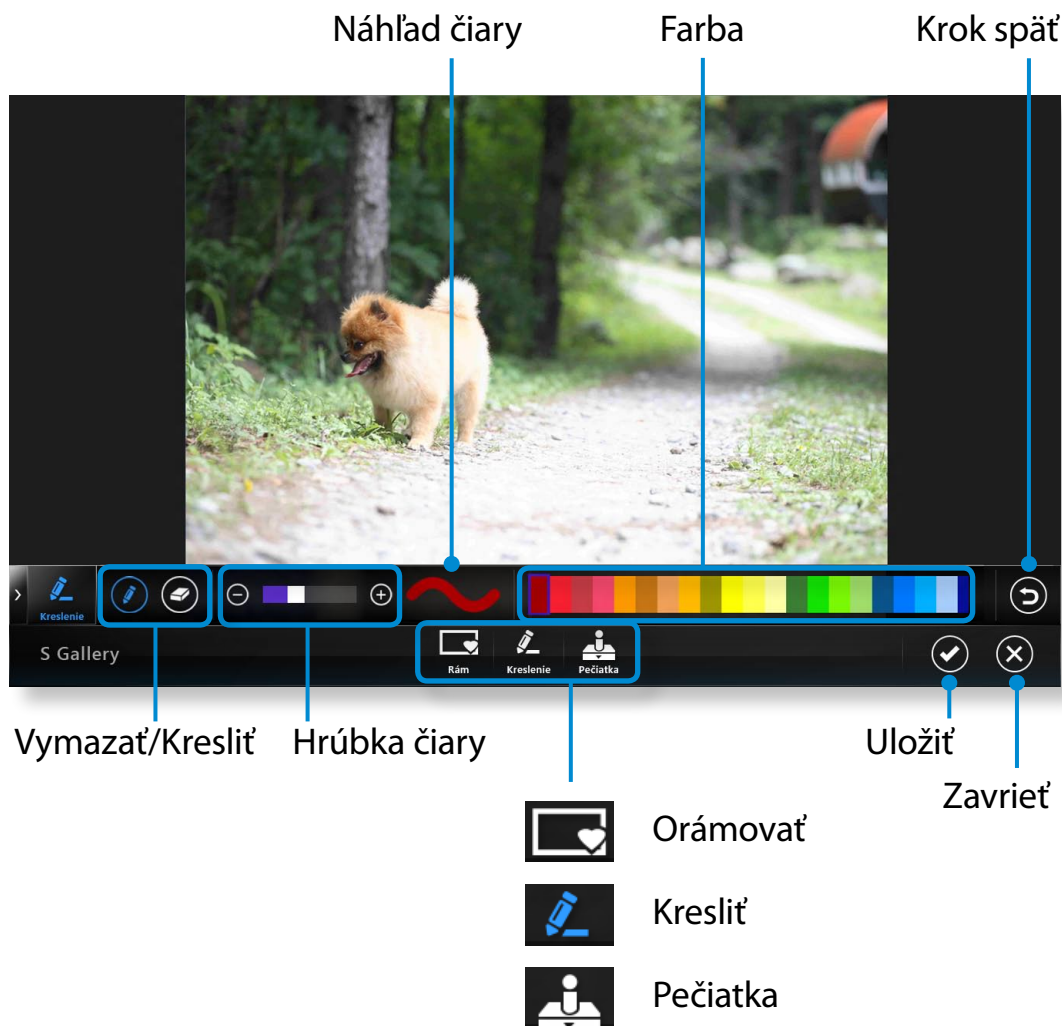 Náhľad čiary Farba Krok späť
Kreslenie
S Gallery
Rám Kreslenie Pečiatka
Vymazať/Kresliť Hrúbka čiary Uložiť
Zavrieť
Orámovať
Kresliť
Pečiatka